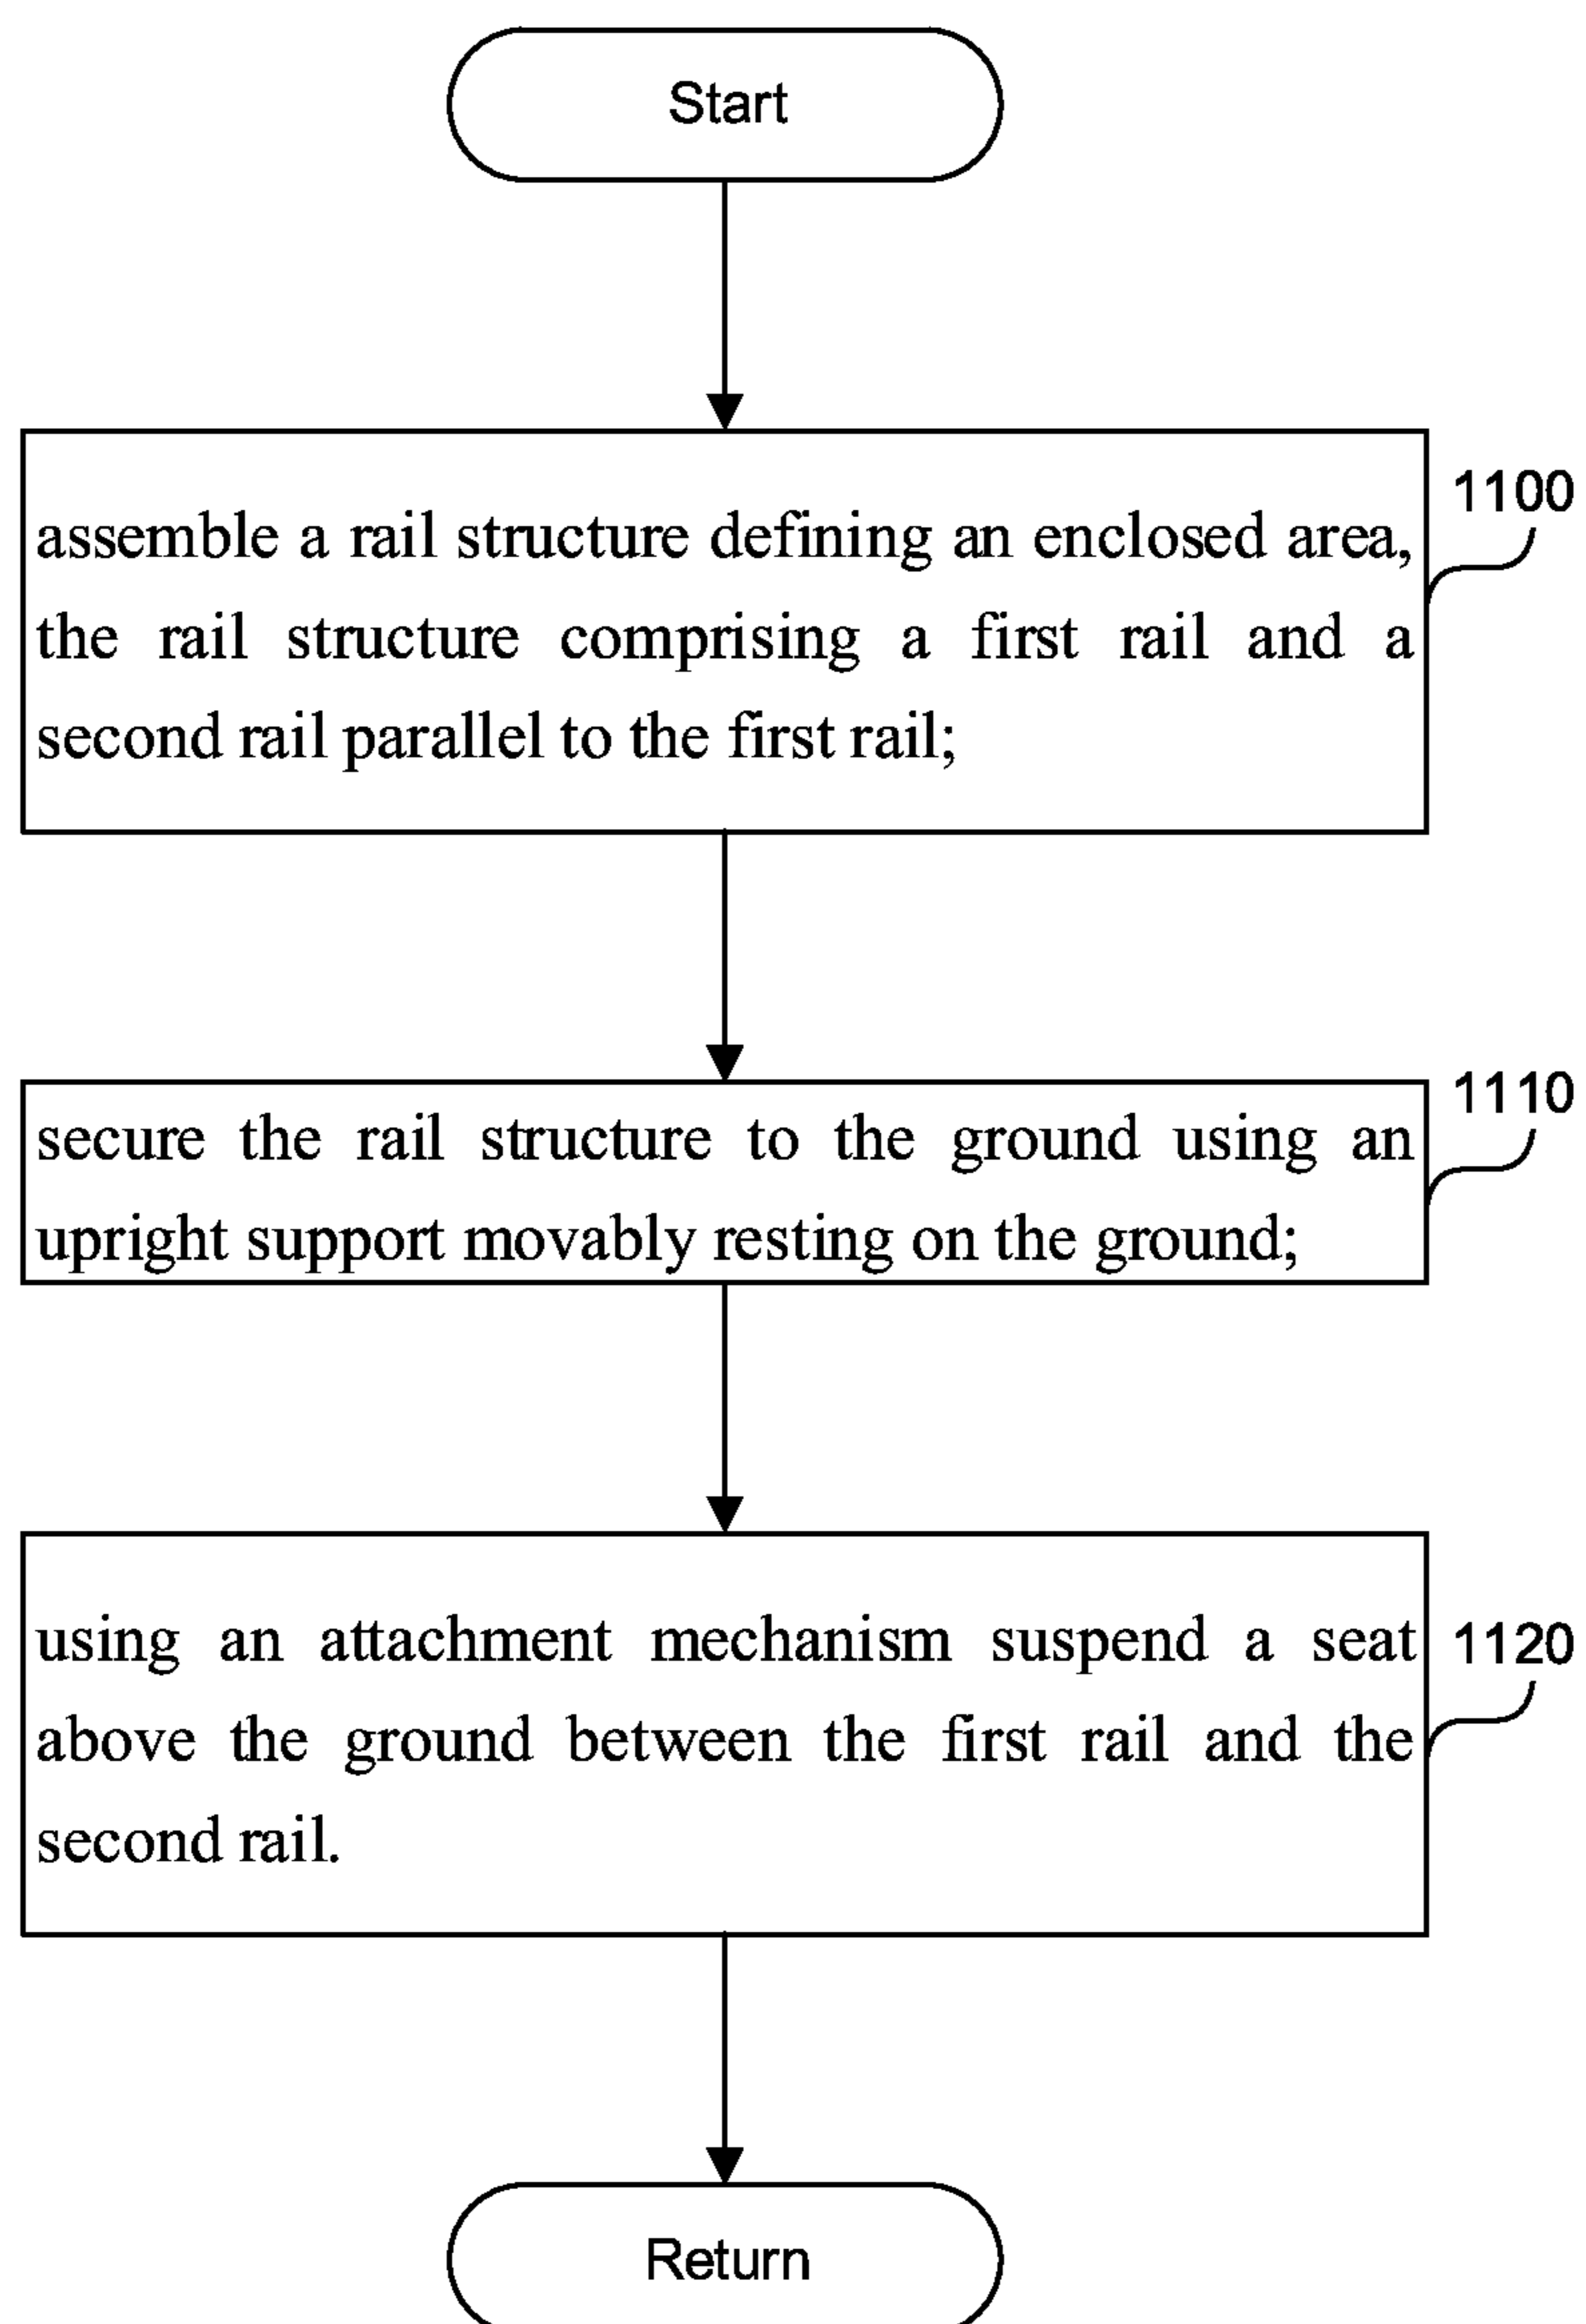 Start
assemble a rail structure defining an enclosed area,
the rail structure comprising a first rail and a
second rail parallel to the first rail;
1100
secure the rail structure to the ground using an
upright support movably resting on the ground;
1110
using an attachment mechanism suspend a seat
above the ground between the first rail and the
second rail.
1120
Return